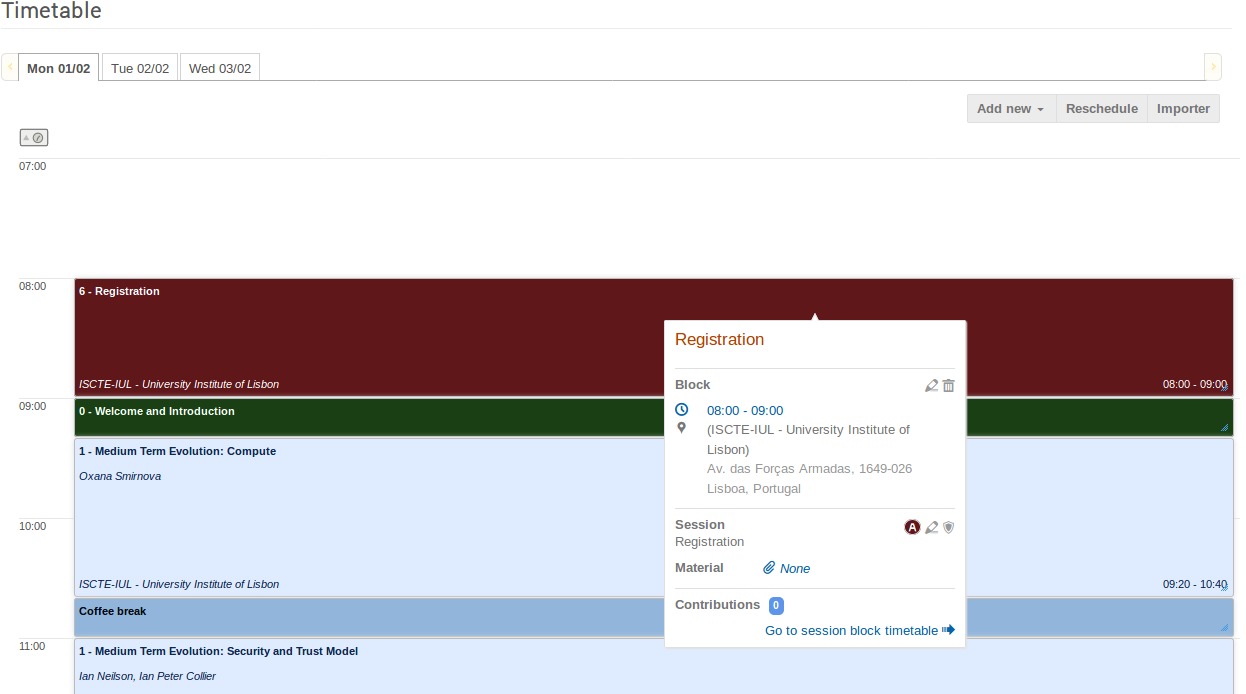 Timetable
Mon 01/02
Tue 02/02
Wed 03/02
Add new
Reschedule
Importer
07:00
08:00
6 - Registration
ISCTE-IUL - University Institute of Lisbon
08:00 - 09:00
Registration
Block
08:00 - 09:00
(ISCTE-IUL - University Institute of
Lisbon)
Av. das Forças Armadas, 1649-026
Lisboa, Portugal
Session
A
Registration
Material
None
Contributions 0
Go to session block timetable
09:00
0 - Welcome and Introduction
1 - Medium Term Evolution: Compute
Oxana Smirnova
10:00
ISCTE-IUL - University Institute of Lisbon
09:20 - 10:40
Coffee break
11:00
1 - Medium Term Evolution: Security and Trust Model
Ian Neilson, Ian Peter Collier